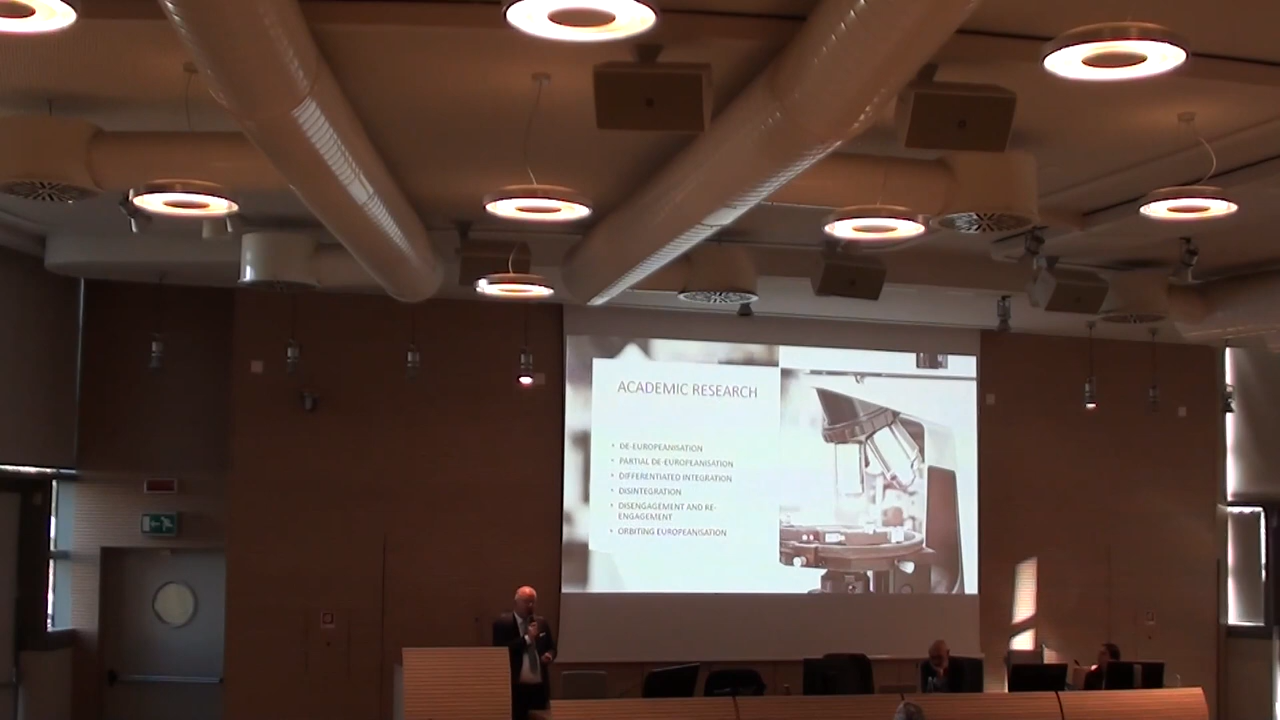 ACADEMIC RESEARCH
• DE-EUROPEANISATION
• PARTIAL DE-EUROPEANISATION
• DIFFERENTIATED INTEGRATION
• DISINTEGRATION
• DISENGAGEMENT AND RE-
ENGAGEMENT
• ORBITING EUROPEANISATION